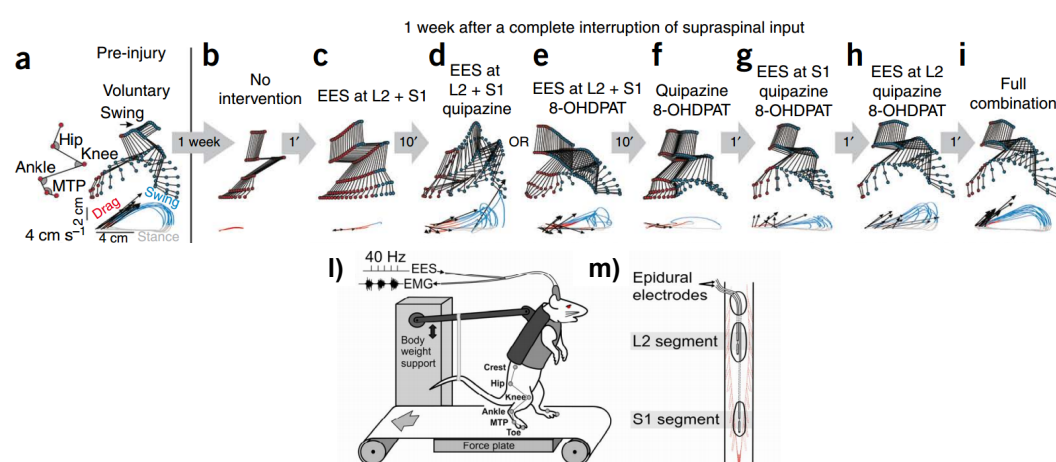 1 week after a complete interruption of supraspinal input
a
Pre-injury
Voluntary
Swing
Hip
Knee
Ankle
MTP
Drag
Swing
Stance
12 cm
4 cm s⁻¹
4 cm
1 week
b
No
intervention
1′
c
EES at L2 + S1
10′
d
EES at
L2 + S1
quipazine
OR
e
EES at L2 + S1
8-OHDPAT
10′
f
Quipazine
8-OHDPAT
1′
g
EES at S1
quipazine
8-OHDPAT
1′
h
EES at L2
quipazine
8-OHDPAT
1′
i
Full
combination
l)
40 Hz
EES
EMG
Body
weight
support
Crest
Hip
Knee
Ankle
MTP
Toe
Force plate
m)
Epidural
electrodes
L2 segment
S1 segment